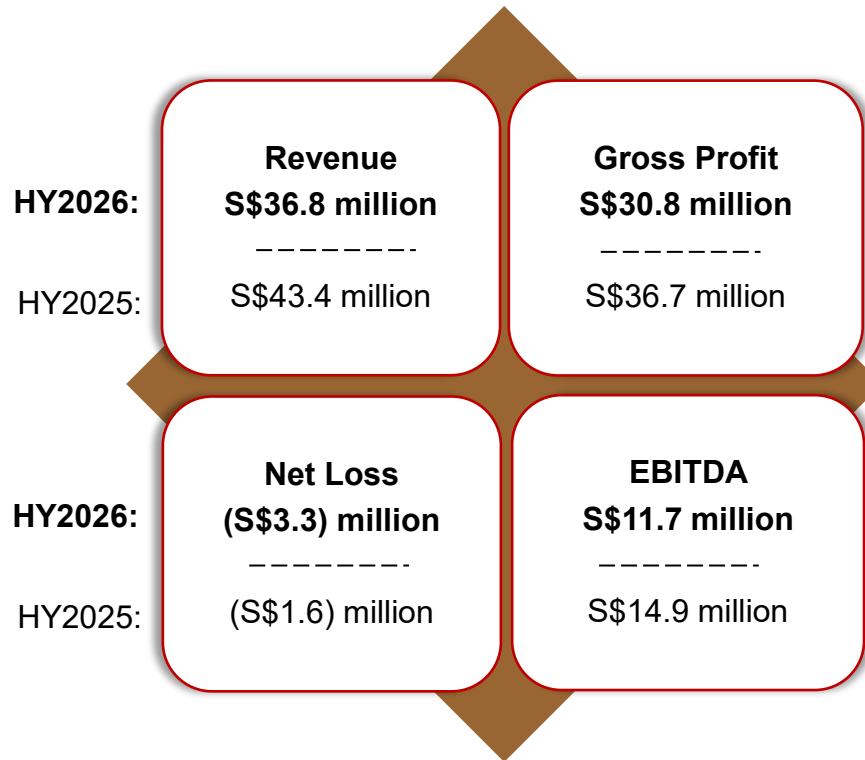 Revenue
Gross Profit
HY2026:
S$36.8 million
S$30.8 million
HY2025:
S$43.4 million
S$36.7 million
Net Loss
EBITDA
HY2026:
(S$3.3) million
S$11.7 million
HY2025:
(S$1.6) million
S$14.9 million